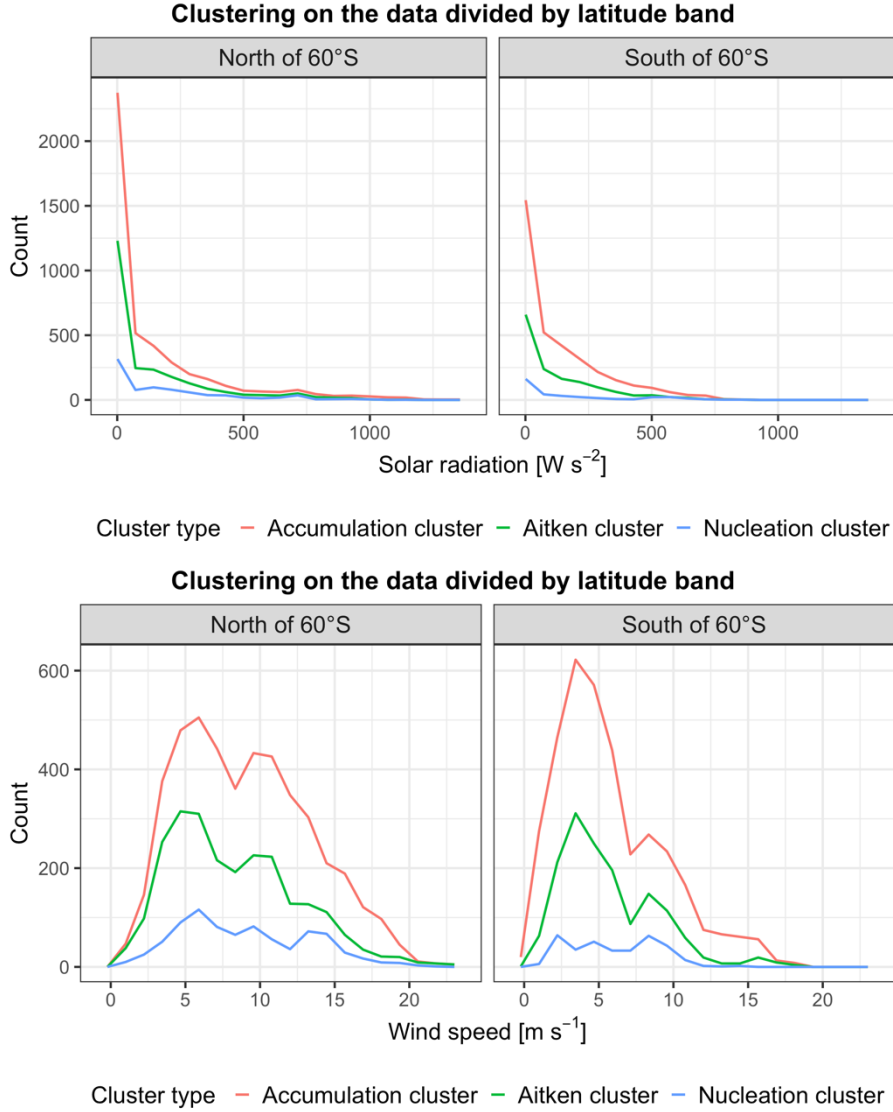 Clustering on the data divided by latitude band
North of 60°S South of 60°S
2000
1500
1000
500
0
Count
0 500 1000 0 500 1000
Solar radiation [W s⁻²]
Cluster type Accumulation cluster Aitken cluster Nucleation cluster
Clustering on the data divided by latitude band
North of 60°S South of 60°S
600
400
200
0
Count
0 5 10 15 20 0 5 10 15 20
Wind speed [m s⁻¹]
Cluster type Accumulation cluster Aitken cluster Nucleation cluster